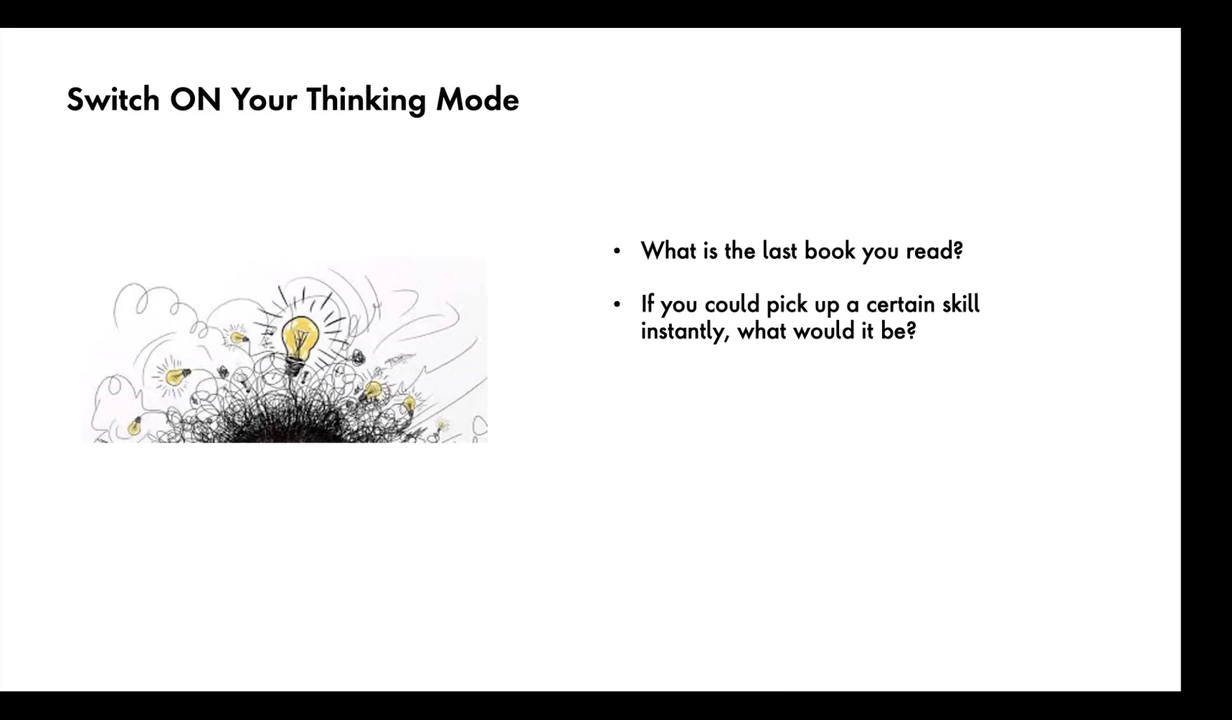 Switch ON Your Thinking Mode
• What is the last book you read?
• If you could pick up a certain skill
instantly, what would it be?